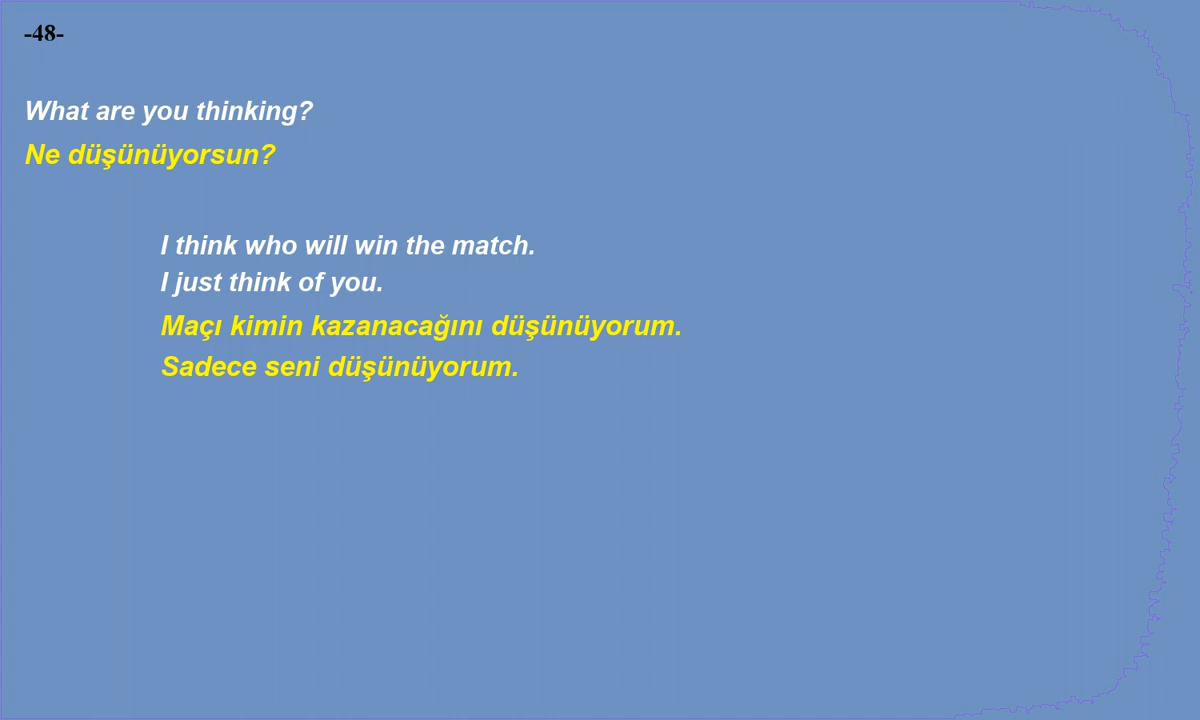 -48-
What are you thinking?
Ne düşünüyorsun?
I think who will win the match.
I just think of you.
Maçı kimin kazanacağını düşünüyorum.
Sadece seni düşünüyorum.